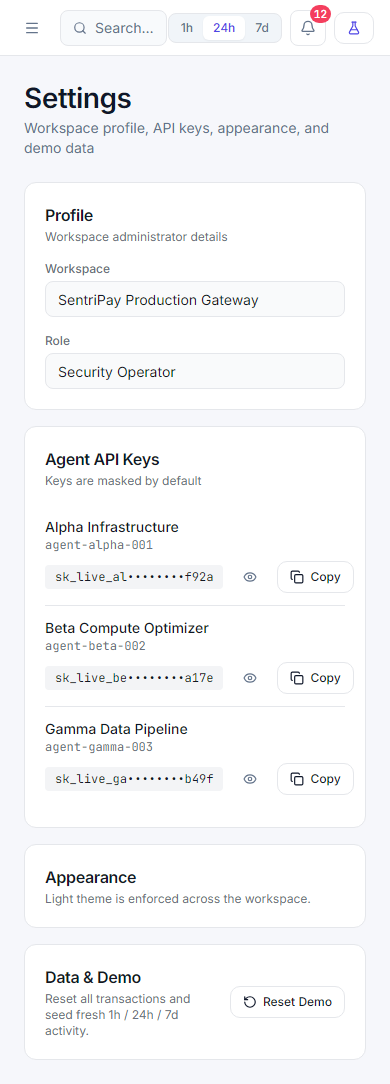 Search...
1h 24h 7d
12
Settings
Workspace profile, API keys, appearance, and
demo data
Profile
Workspace administrator details
Workspace
SentriPay Production Gateway
Role
Security Operator
Agent API Keys
Keys are masked by default
Alpha Infrastructure
agent-alpha-001
sk_live_al••••••••f92a Copy
Beta Compute Optimizer
agent-beta-002
sk_live_be••••••••a17e Copy
Gamma Data Pipeline
agent-gamma-003
sk_live_ga••••••••b49f Copy
Appearance
Light theme is enforced across the workspace.
Data & Demo
Reset all transactions and
seed fresh 1h / 24h / 7d
activity.
Reset Demo